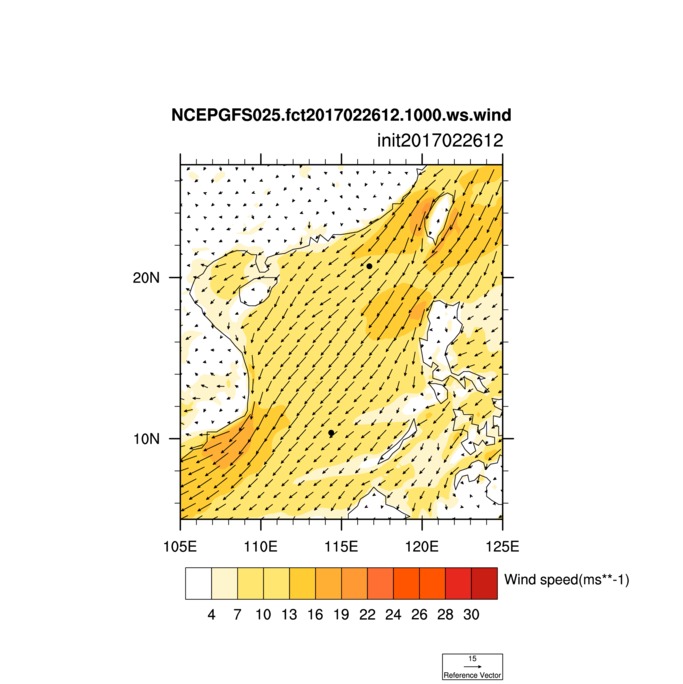 NCEPGFS025.fct2017022612.1000.ws.wind
init2017022612
20N
10N
105E 110E 115E 120E 125E
Wind speed(ms**-1)
4 7 10 13 16 19 22 24 26 28 30
15
Reference Vector